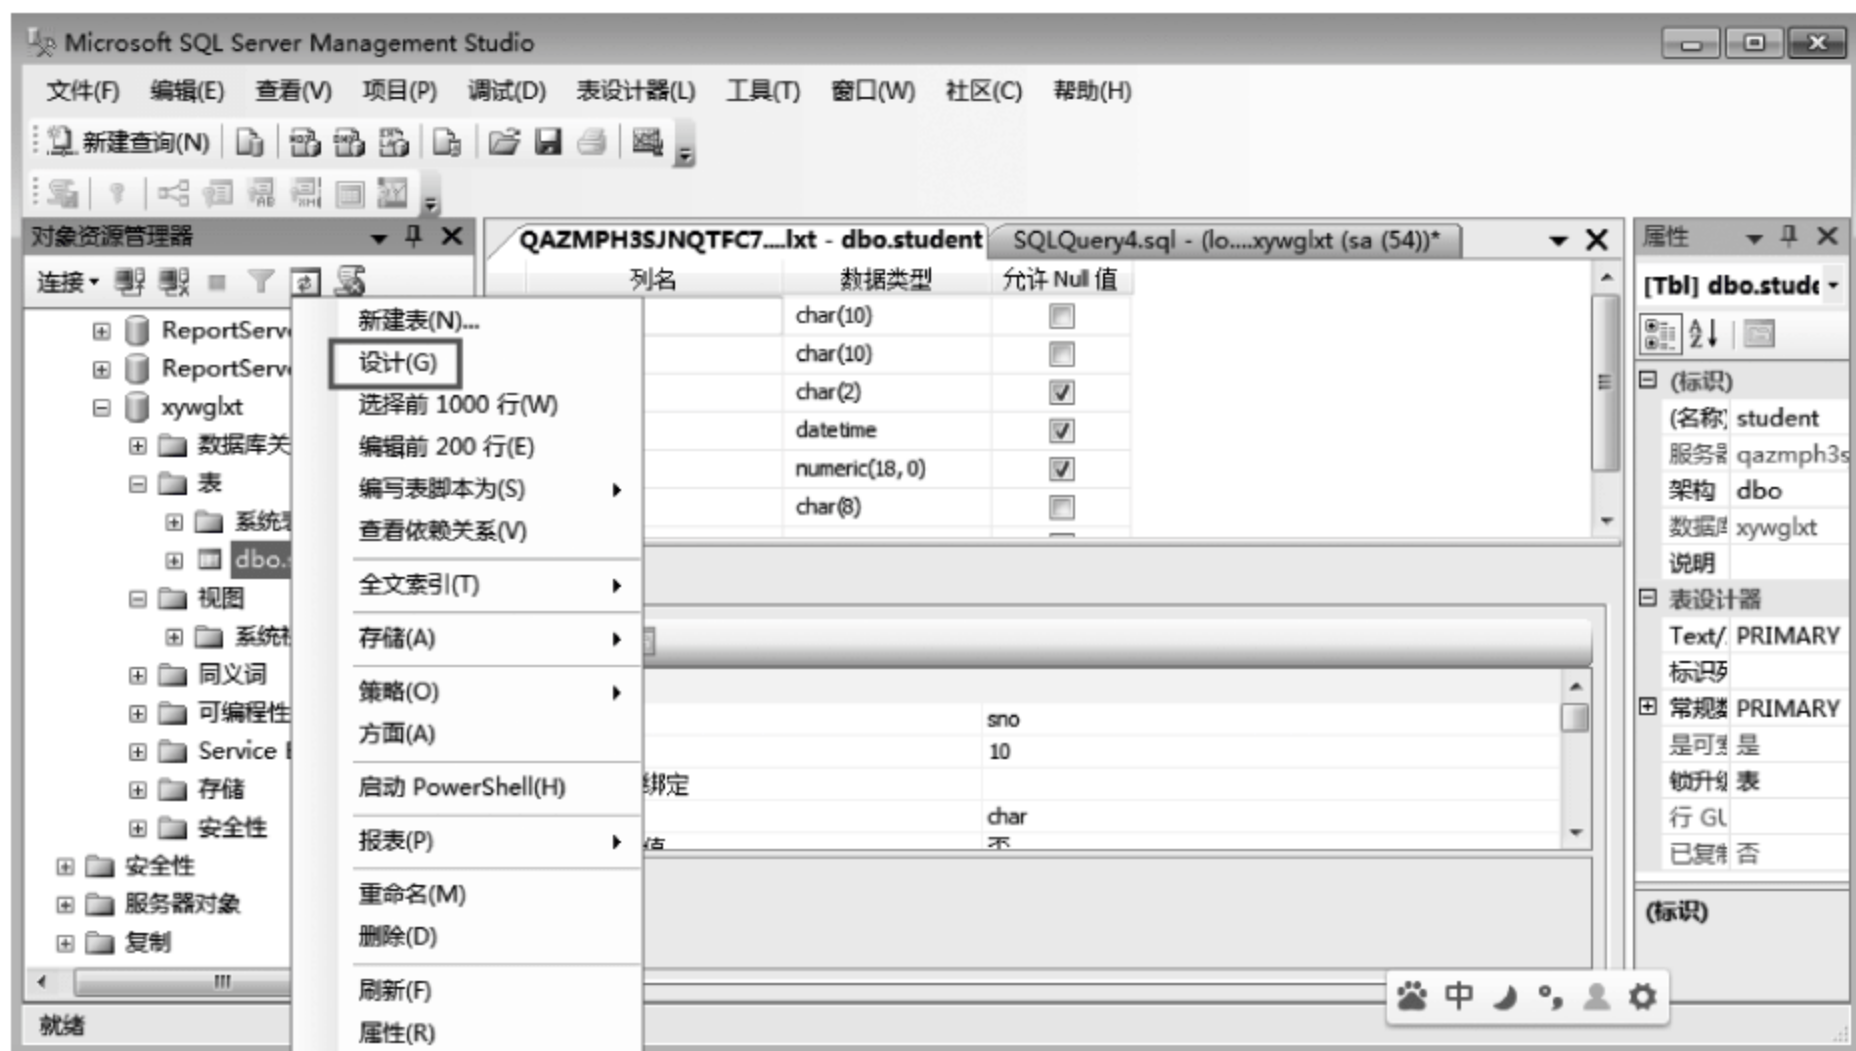 Microsoft SQL Server Management Studio
文件(F) 编辑(E) 查看(V) 项目(P) 调试(D) 表设计器(L) 工具(T) 窗口(W) 社区(C) 帮助(H)
新建查询(N)
对象资源管理器
连接
ReportServ
ReportServ
xywglxt
数据库关
表
系统
dbo.
视图
系统
同义词
可编程性
Service
存储
安全性
安全性
服务器对象
复制
就绪
新建表(N)...
设计(G)
选择前 1000 行(W)
编辑前 200 行(E)
编写表脚本为(S)
查看依赖关系(V)
全文索引(T)
存储(A)
策略(O)
方面(A)
启动 PowerShell(H)
报表(P)
重命名(M)
删除(D)
刷新(F)
属性(R)
QAZMPH3SJNQTFC7....lxt - dbo.student SQLQuery4.sql - (lo....xywglxt (sa (54))*
列名 数据类型 允许 Null 值
char(10)
char(10)
char(2)
datetime
numeric(18, 0)
char(8)
sno
10
绑定
char
值 否
属性
[Tbl] dbo.stude
(标识)
(名称) student
服务器 qazmph3s
架构 dbo
数据库 xywglxt
说明
表设计器
Text/ PRIMARY
标识列
常规数 PRIMARY
是可索 是
锁升级 表
行 GU
已复制 否
(标识)
中